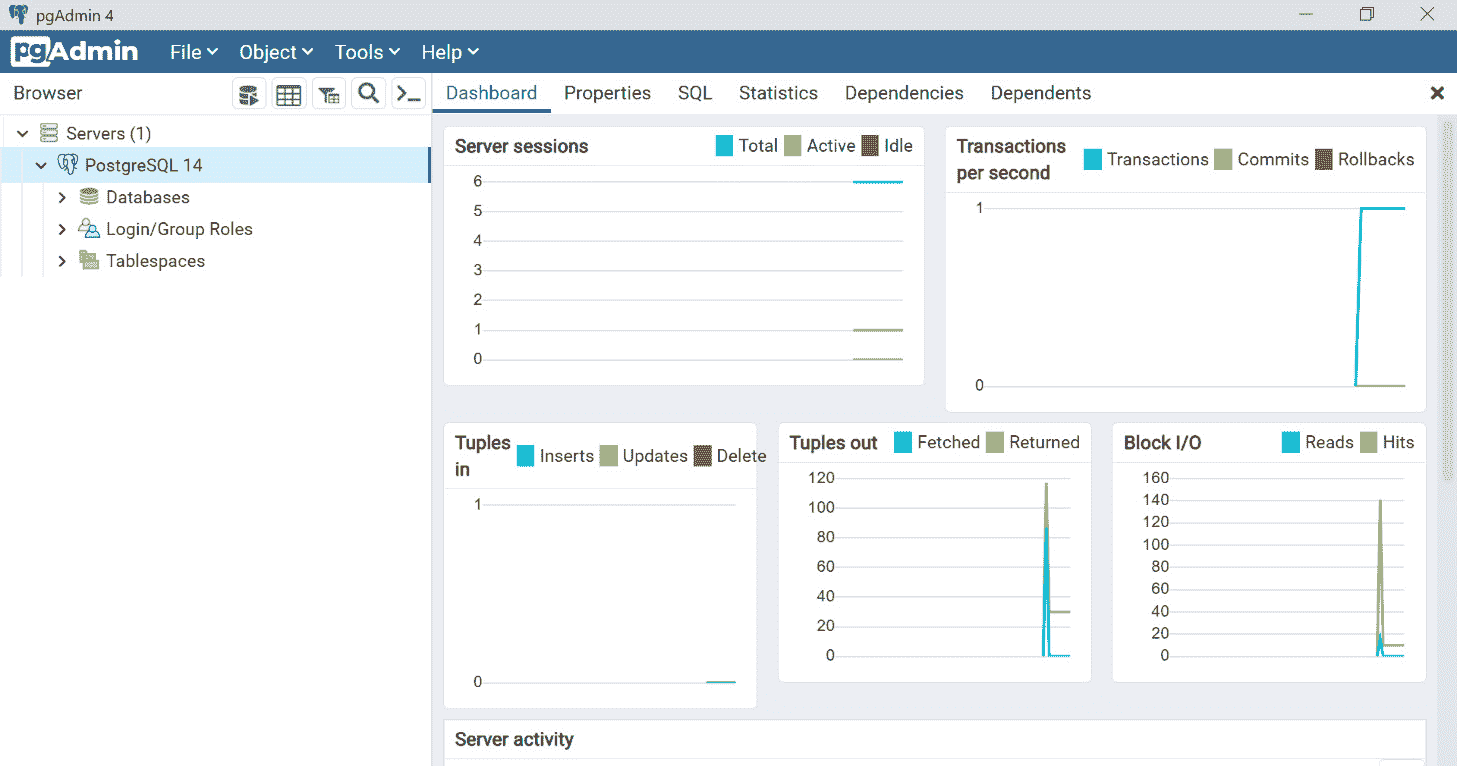 pgAdmin 4
pgAdmin File Object Tools Help
Browser
Dashboard Properties SQL Statistics Dependencies Dependents
Servers (1)
PostgreSQL 14
Databases
Login/Group Roles
Tablespaces
Server sessions Total Active Idle
6
5
4
3
2
1
0
Transactions
per second
Transactions Commits Rollbacks
1
0
Tuples
in
Inserts Updates Delete
1
0
Tuples out Fetched Returned
120
100
80
60
40
20
0
Block I/O Reads Hits
160
140
120
100
80
60
40
20
0
Server activity